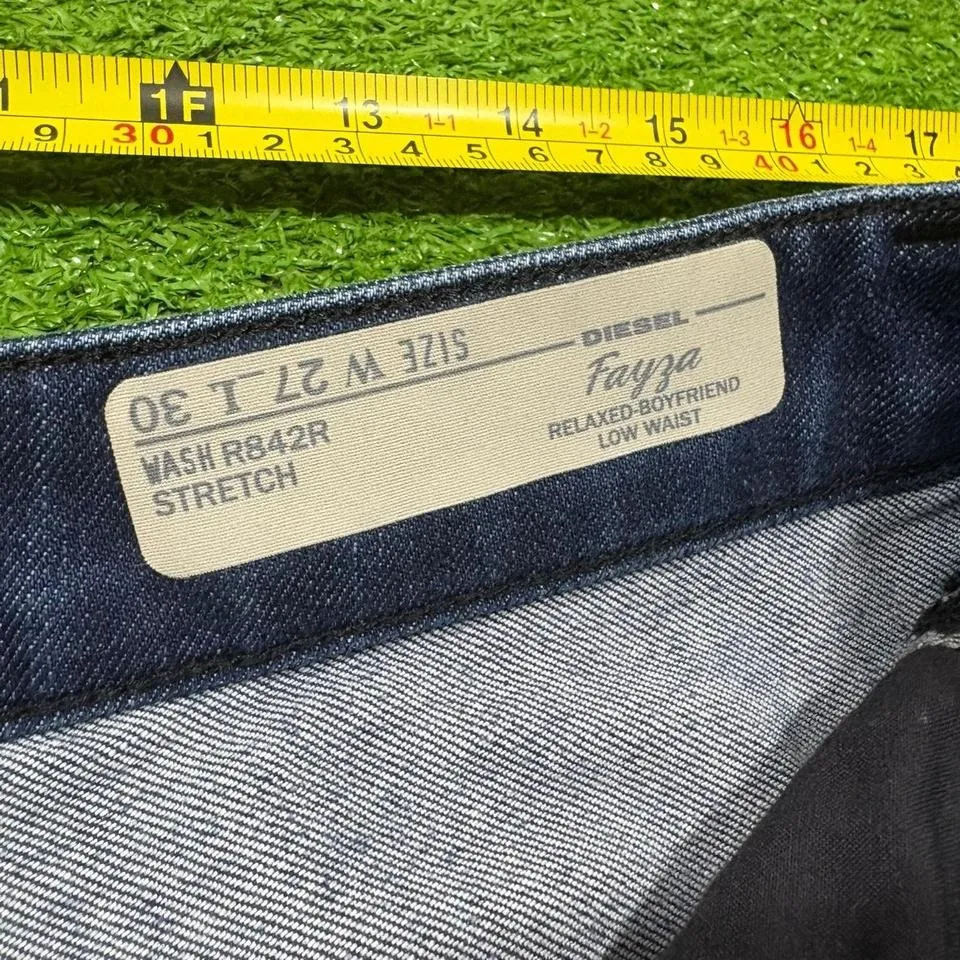 1 1F 13 1-1 14 1-2 15 1-3 16 1-4 17
9 30 1 2 3 4 5 6 7 8 9 40 1 2 3
SIZE W 27_L 30
DIESEL
Fayza
RELAXED-BOYFRIEND
LOW WAIST
WASH R842R
STRETCH